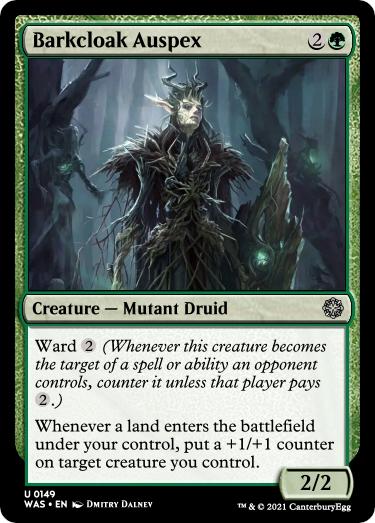 Barkcloak Auspex 2
Creature — Mutant Druid
Ward 2 (Whenever this creature becomes
the target of a spell or ability an opponent
controls, counter it unless that player pays
2.)
Whenever a land enters the battlefield
under your control, put a +1/+1 counter
on target creature you control.
2/2
U 0149
WAS • EN Dmitry Dalnev
™ & © 2021 CanterburyEgg